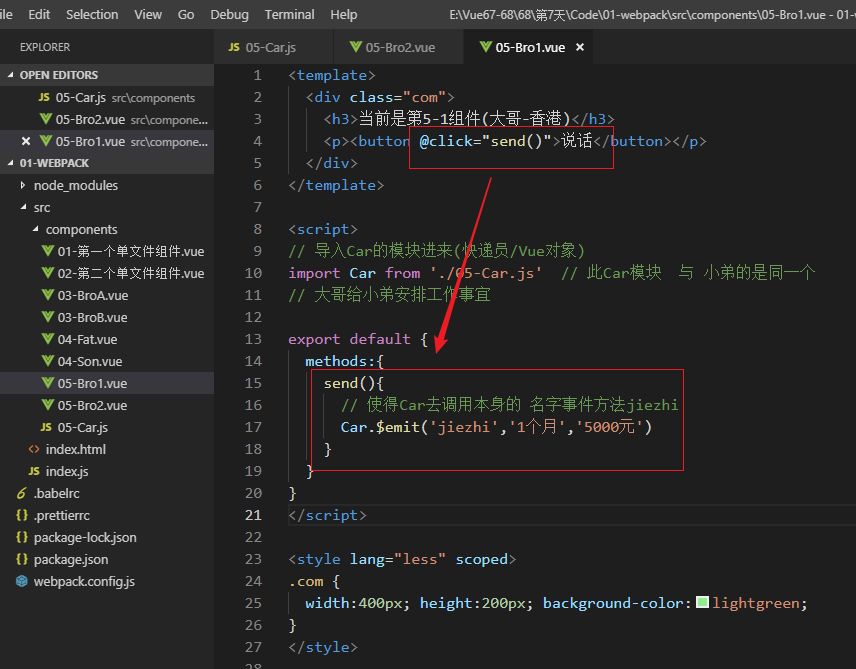 ile Edit Selection View Go Debug Terminal Help E:\Vue67-68\68\第7天\Code\01-webpack\src\components\05-Bro1.vue - 01-w
EXPLORER
JS 05-Car.js 05-Bro2.vue 05-Bro1.vue ×
OPEN EDITORS
JS 05-Car.js src\components
05-Bro2.vue src\compone...
× 05-Bro1.vue src\compone...
01-WEBPACK
node_modules
src
components
01-第一个单文件组件.vue
02-第二个单文件组件.vue
03-BroA.vue
03-BroB.vue
04-Fat.vue
04-Son.vue
05-Bro1.vue
05-Bro2.vue
JS 05-Car.js
<> index.html
JS index.js
.babelrc
{} .prettierrc
{} package-lock.json
{} package.json
webpack.config.js
1 <template>
2 <div class="com">
3 <h3>当前是第5-1组件(大哥-香港)</h3>
4 <p><button @click="send()">说话</button></p>
5 </div>
6 </template>
7
8 <script>
9 // 导入Car的模块进来(快递员/Vue对象)
10 import Car from './05-Car.js' // 此Car模块 与 小弟的是同一个
11 // 大哥给小弟安排工作事宜
12
13 export default {
14 methods:{
15 send(){
16 // 使得Car去调用本身的 名字事件方法jiezhi
17 Car.$emit('jiezhi','1个月','5000元')
18 }
19 }
20 }
21 </script>
22
23 <style lang="less" scoped>
24 .com {
25 width:400px; height:200px; background-color:lightgreen;
26 }
27 </style>
28